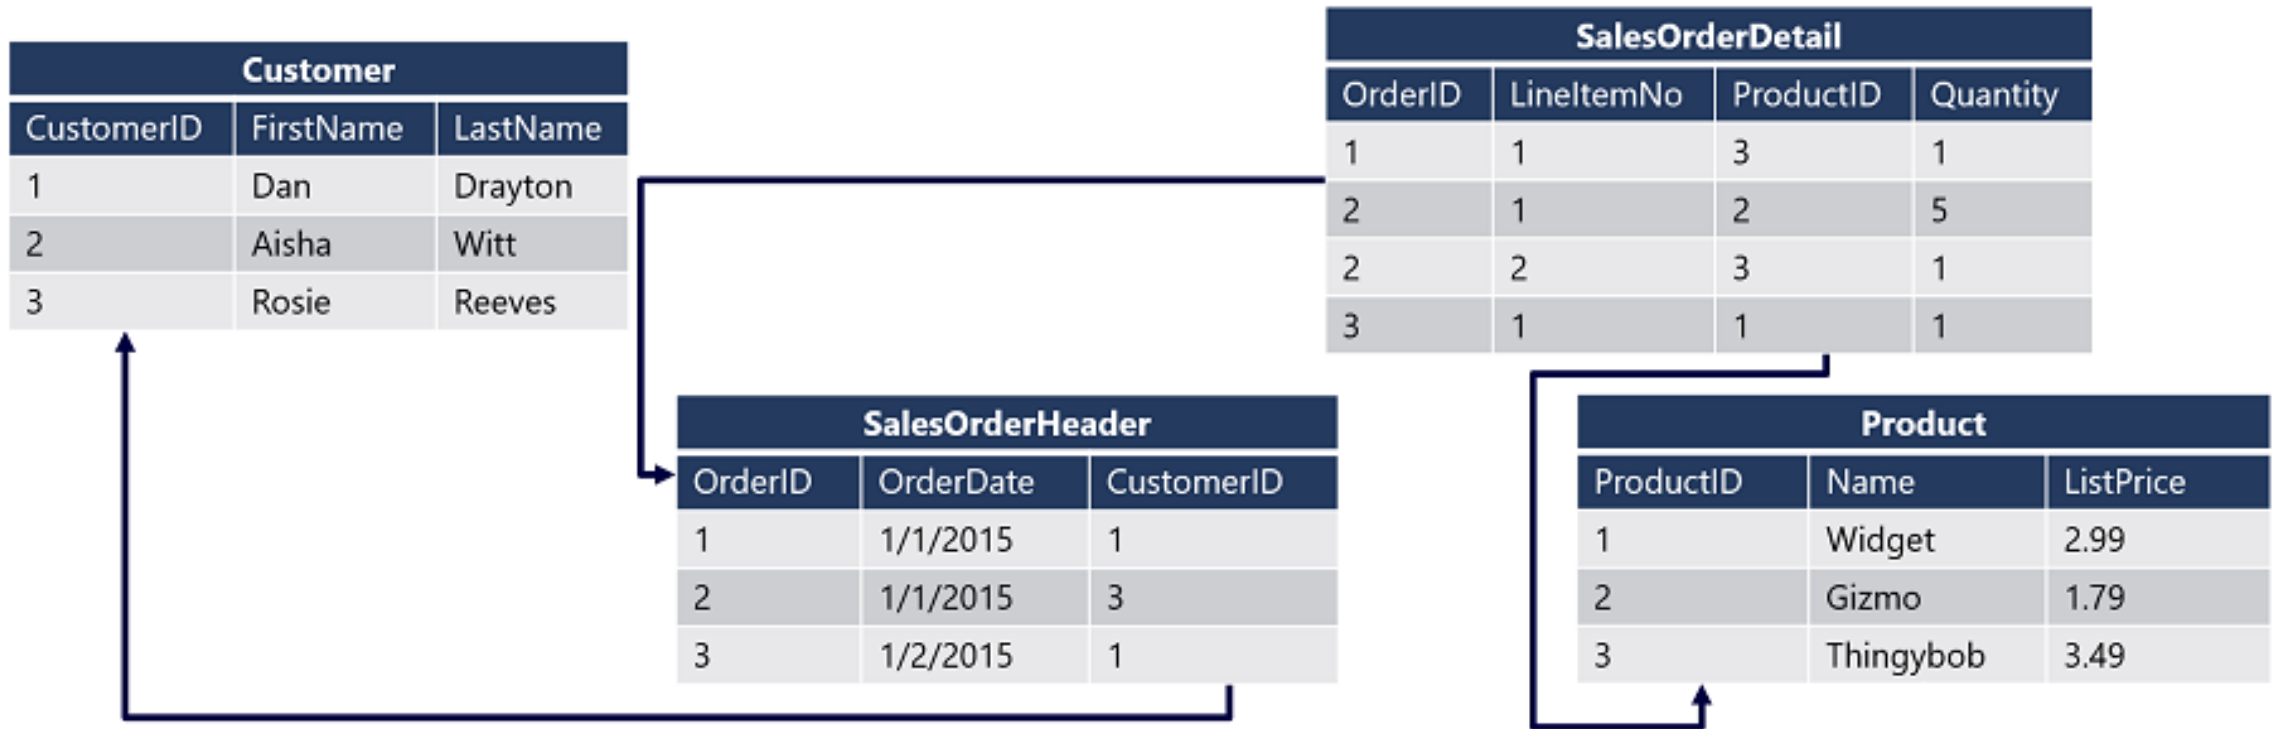 Customer
CustomerID FirstName LastName
1 Dan Drayton
2 Aisha Witt
3 Rosie Reeves
SalesOrderDetail
OrderID LineItemNo ProductID Quantity
1 1 3 1
2 1 2 5
2 2 3 1
3 1 1 1
SalesOrderHeader
OrderID OrderDate CustomerID
1 1/1/2015 1
2 1/1/2015 3
3 1/2/2015 1
Product
ProductID Name ListPrice
1 Widget 2.99
2 Gizmo 1.79
3 Thingybob 3.49